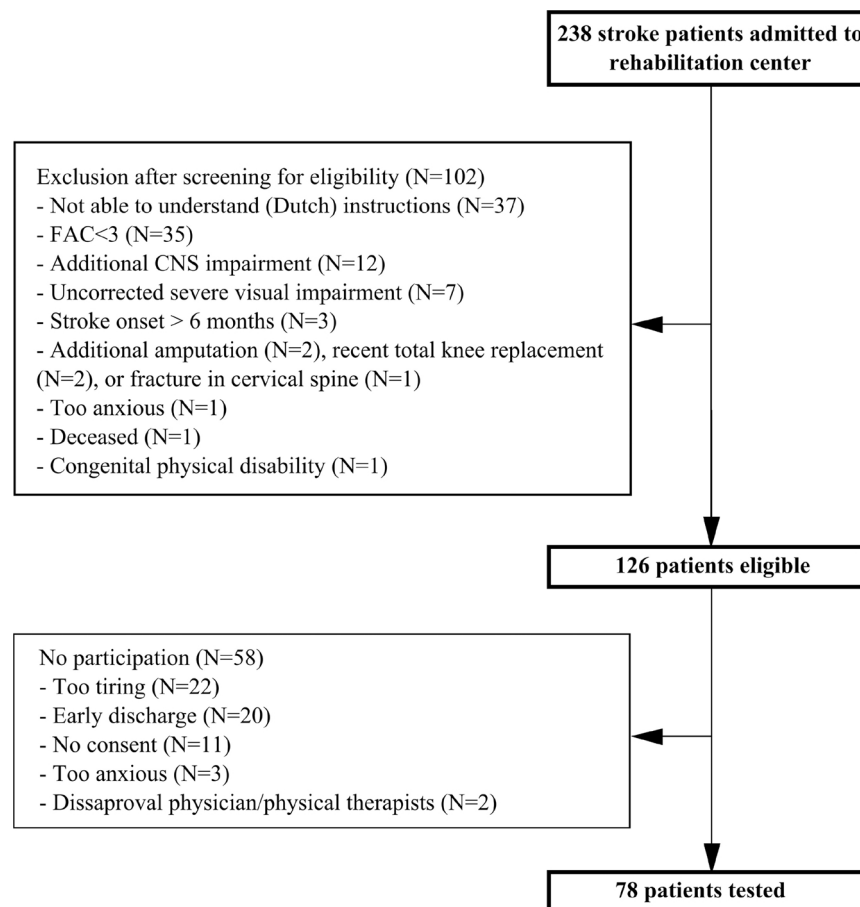 238 stroke patients admitted to
rehabilitation center
Exclusion after screening for eligibility (N=102)
- Not able to understand (Dutch) instructions (N=37)
- FAC<3 (N=35)
- Additional CNS impairment (N=12)
- Uncorrected severe visual impairment (N=7)
- Stroke onset > 6 months (N=3)
- Additional amputation (N=2), recent total knee replacement
(N=2), or fracture in cervical spine (N=1)
- Too anxious (N=1)
- Deceased (N=1)
- Congenital physical disability (N=1)
126 patients eligible
No participation (N=58)
- Too tiring (N=22)
- Early discharge (N=20)
- No consent (N=11)
- Too anxious (N=3)
- Dissaproval physician/physical therapists (N=2)
78 patients tested